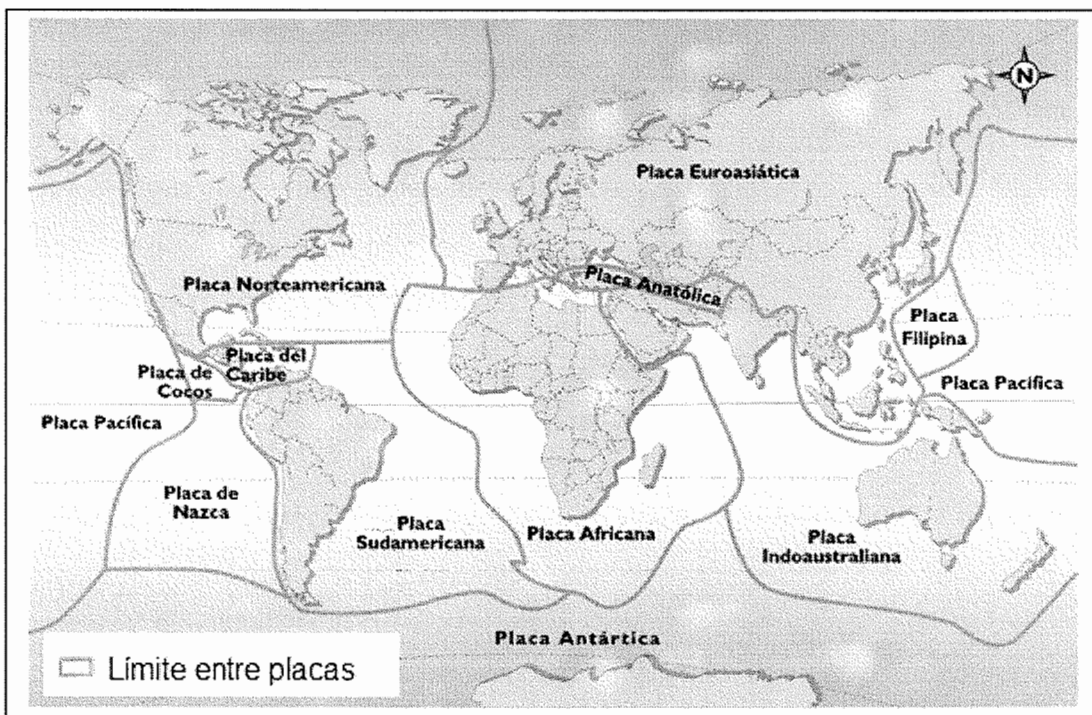 N
Placa Euroasiática
Placa Norteamericana
Placa Anatólica
Placa
Filipina
Placa del
Caribe
Placa de
Cocos
Placa Pacífica
Placa Pacífica
Placa de
Nazca
Placa
Sudamericana
Placa Africana
Placa
Indoaustraliana
Placa Antártica
Límite entre placas